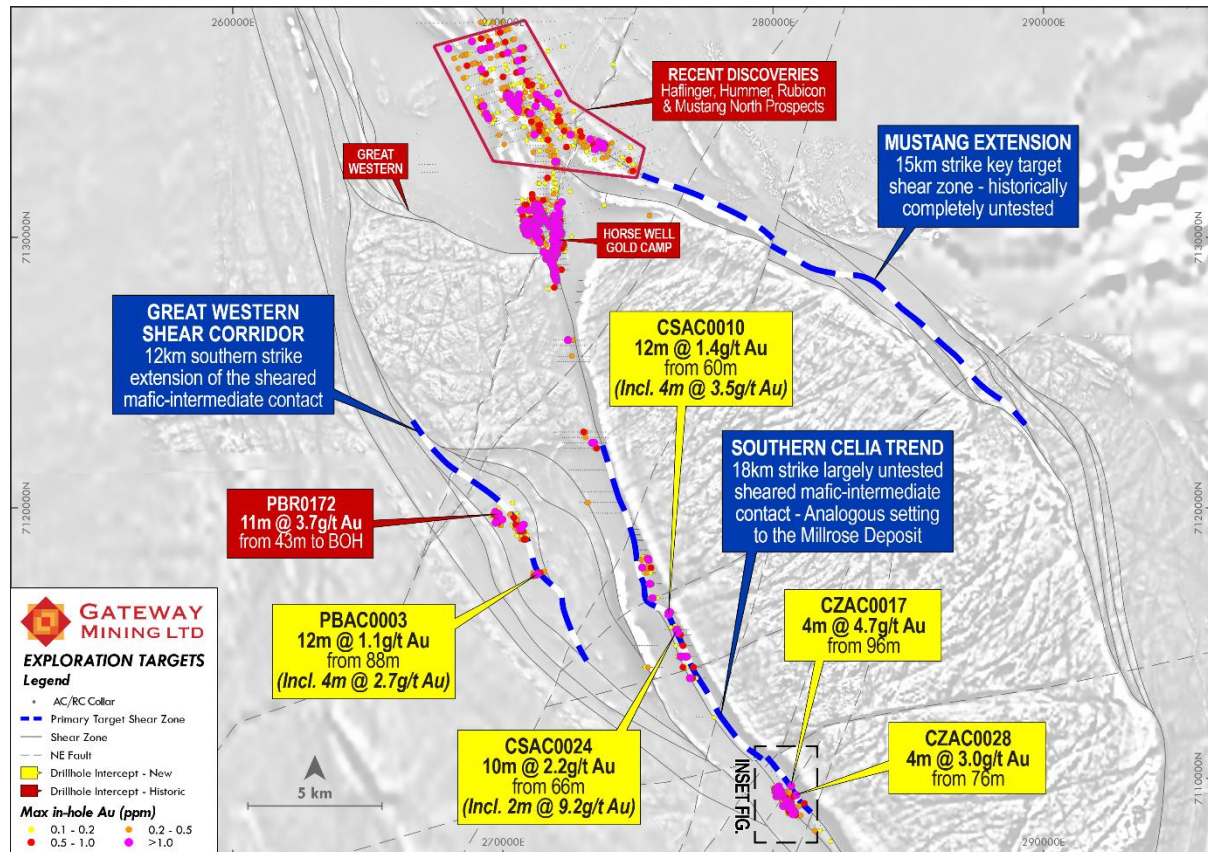 260000E
270000E
280000E
290000E
RECENT DISCOVERIES
Haflinger, Hummer, Rubicon
& Mustang North Prospects
MUSTANG EXTENSION
15km strike key target
shear zone - historically
completely untested
GREAT
WESTERN
7130000N
7130000N
HORSE WELL
GOLD CAMP
GREAT WESTERN
SHEAR CORRIDOR
12km southern strike
extension of the sheared
mafic-intermediate contact
CSAC0010
12m @ 1.4g/t Au
from 60m
(Incl. 4m @ 3.5g/t Au)
SOUTHERN CELIA TREND
18km strike largely untested
sheared mafic-intermediate
contact - Analogous setting
to the Millrose Deposit
PBR0172
11m @ 3.7g/t Au
from 43m to BOH
7120000N
7120000N
PBAC0003
12m @ 1.1g/t Au
from 88m
(Incl. 4m @ 2.7g/t Au)
CZAC0017
4m @ 4.7g/t Au
from 96m
CSAC0024
10m @ 2.2g/t Au
from 66m
(Incl. 2m @ 9.2g/t Au)
CZAC0028
4m @ 3.0g/t Au
from 76m
INSET FIG.
7110000N
GATEWAY
MINING LTD
EXPLORATION TARGETS
Legend
AC/RC Collar
Primary Target Shear Zone
Shear Zone
NE Fault
Drillhole Intercept - New
Drillhole Intercept - Historic
Max in-hole Au (ppm)
0.1 - 0.2
0.2 - 0.5
0.5 - 1.0
>1.0
5 km
270000E
290000E